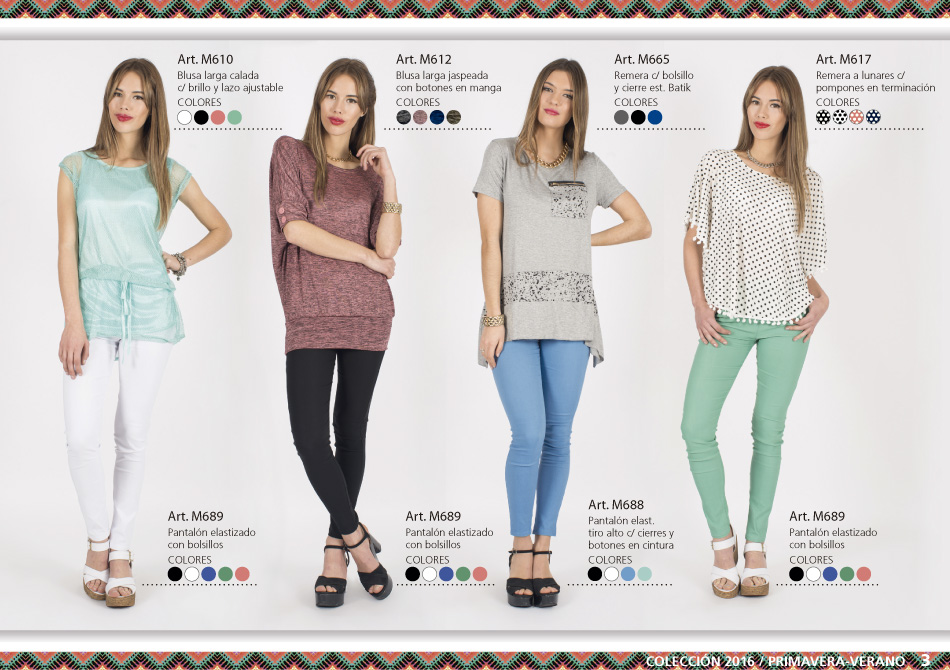 Art. M610
Blusa larga calada
c/ brillo y lazo ajustable
COLORES
Art. M612
Blusa larga jaspeada
con botones en manga
COLORES
Art. M665
Remera c/ bolsillo
y cierre est. Batik
COLORES
Art. M617
Remera a lunares c/
pompones en terminación
COLORES
Art. M689
Pantalón elastizado
con bolsillos
COLORES
Art. M689
Pantalón elastizado
con bolsillos
COLORES
Art. M688
Pantalón elast.
tiro alto c/ cierres y
botones en cintura
COLORES
Art. M689
Pantalón elastizado
con bolsillos
COLORES
COLECCIÓN 2016 / PRIMAVERA-VERANO 3